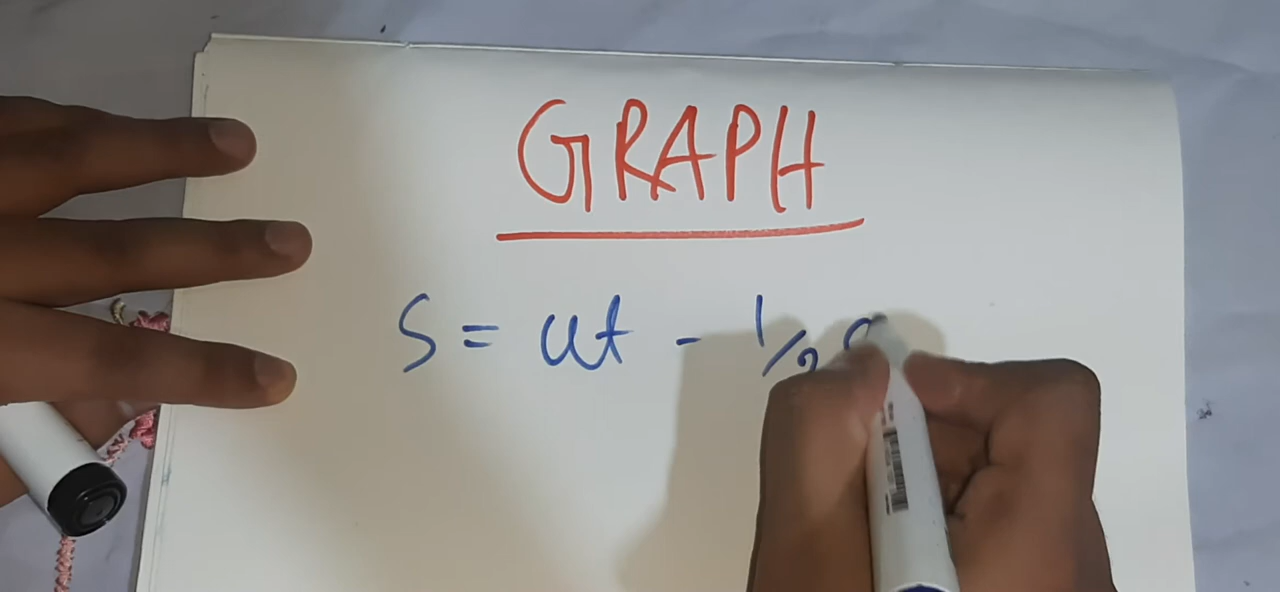 GRAPH
S = ut - 1/2